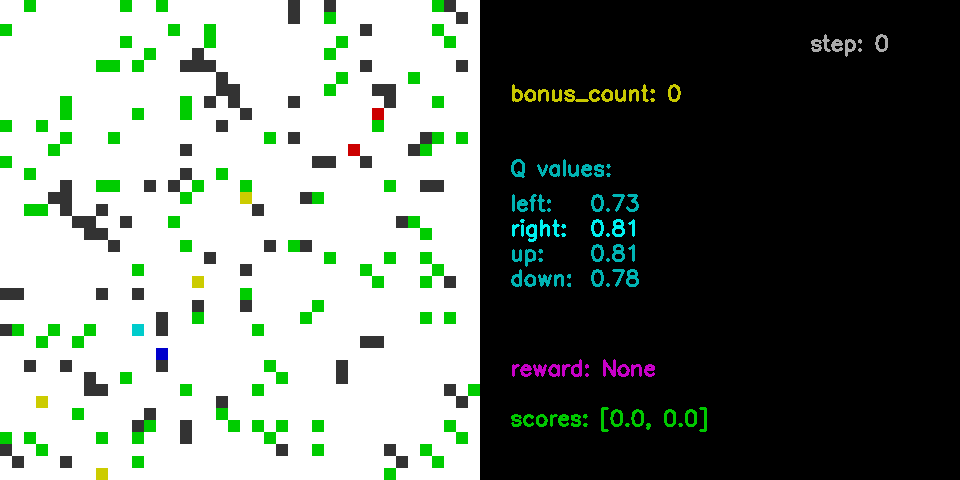 step: 0
bonus_count: 0
Q values:
left: 0.73
right: 0.81
up: 0.81
down: 0.78
reward: None
scores: [0.0, 0.0]